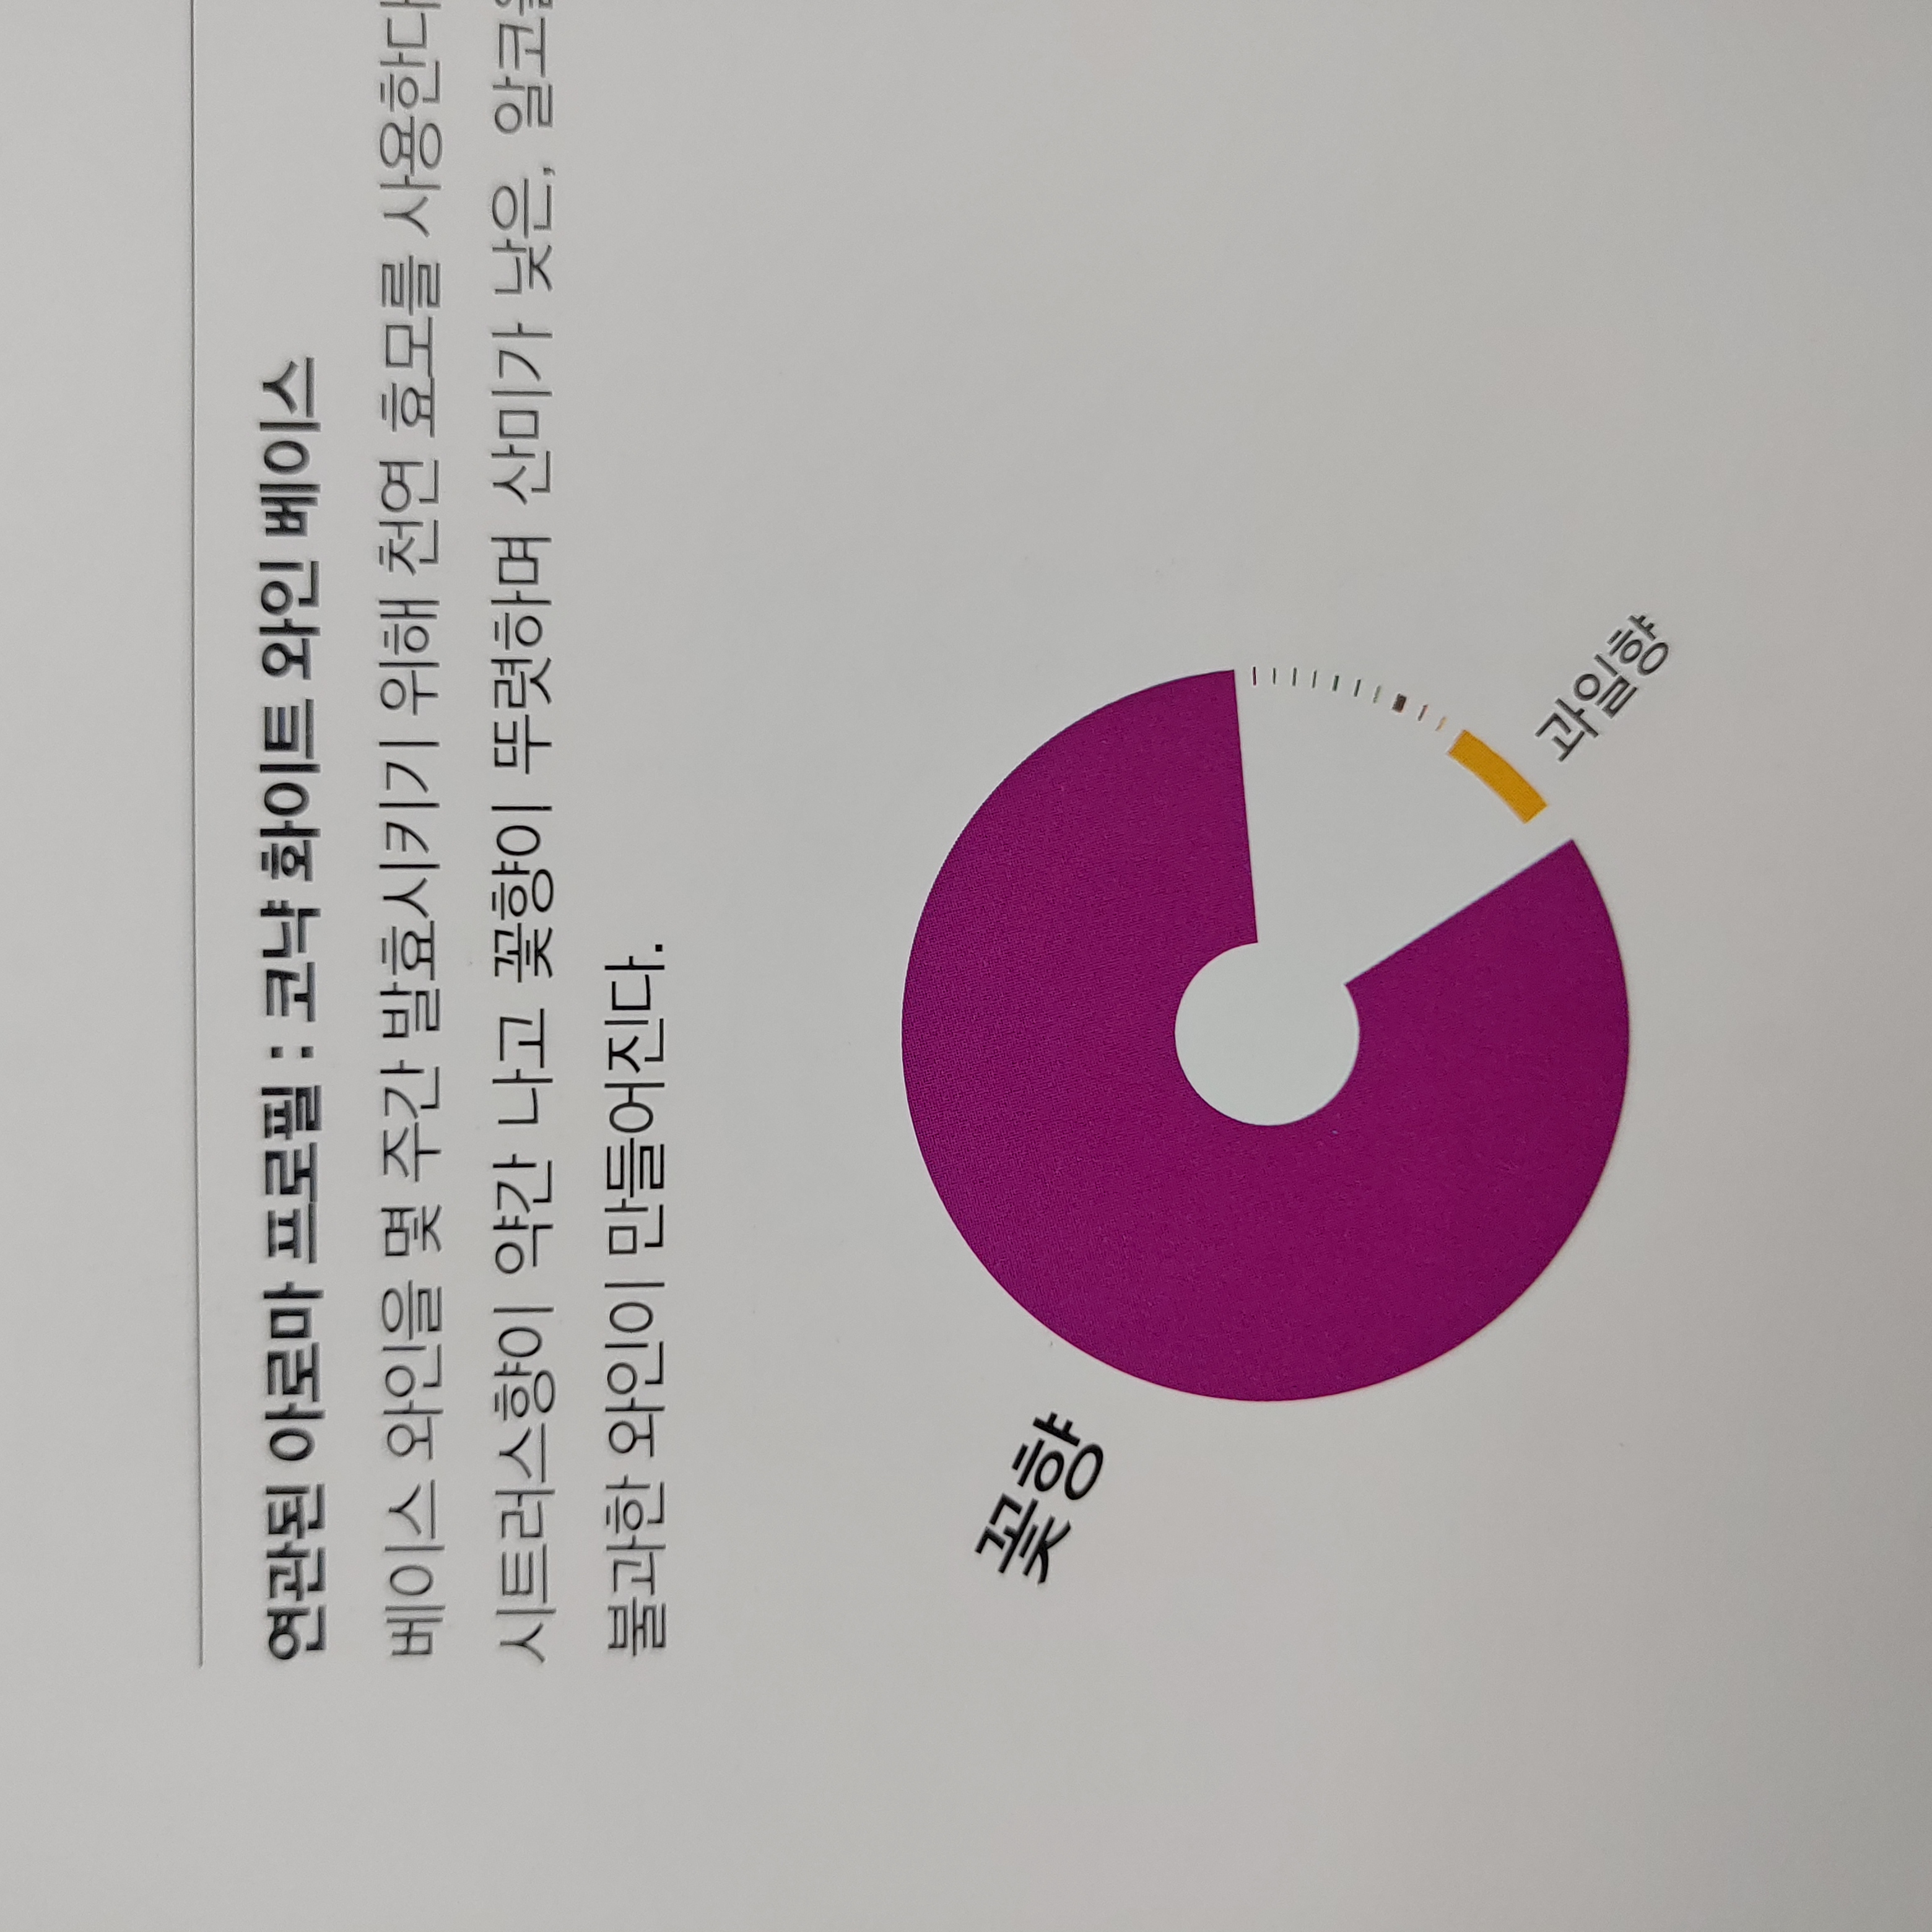 연관된 아로마 프로필 : 코냑 화이트 와인 베이스
베이스 와인을 몇 주간 발효시키기 위해 천연 효모를 사용한다
시트러스향이 약간 나고 꽃향이 뚜렷하며 산미가 낮은,
불과한 와인이 만들어진다.
꽃향
과일향